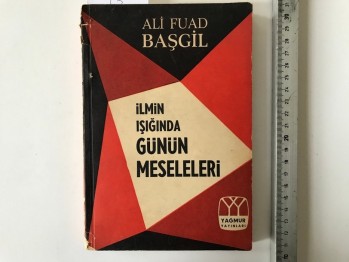 ALİ FUAD
BAŞGİL
İLMİN
IŞIĞINDA
GÜNÜN
MESELELERİ
YAĞMUR
YAYINLARI